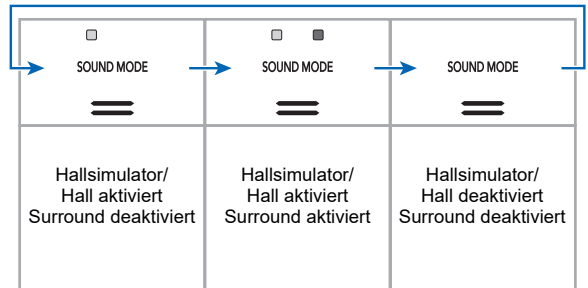 SOUND MODE
SOUND MODE
SOUND MODE
Hallsimulator/
Hall aktiviert
Surround deaktiviert
Hallsimulator/
Hall aktiviert
Surround aktiviert
Hallsimulator/
Hall deaktiviert
Surround deaktiviert